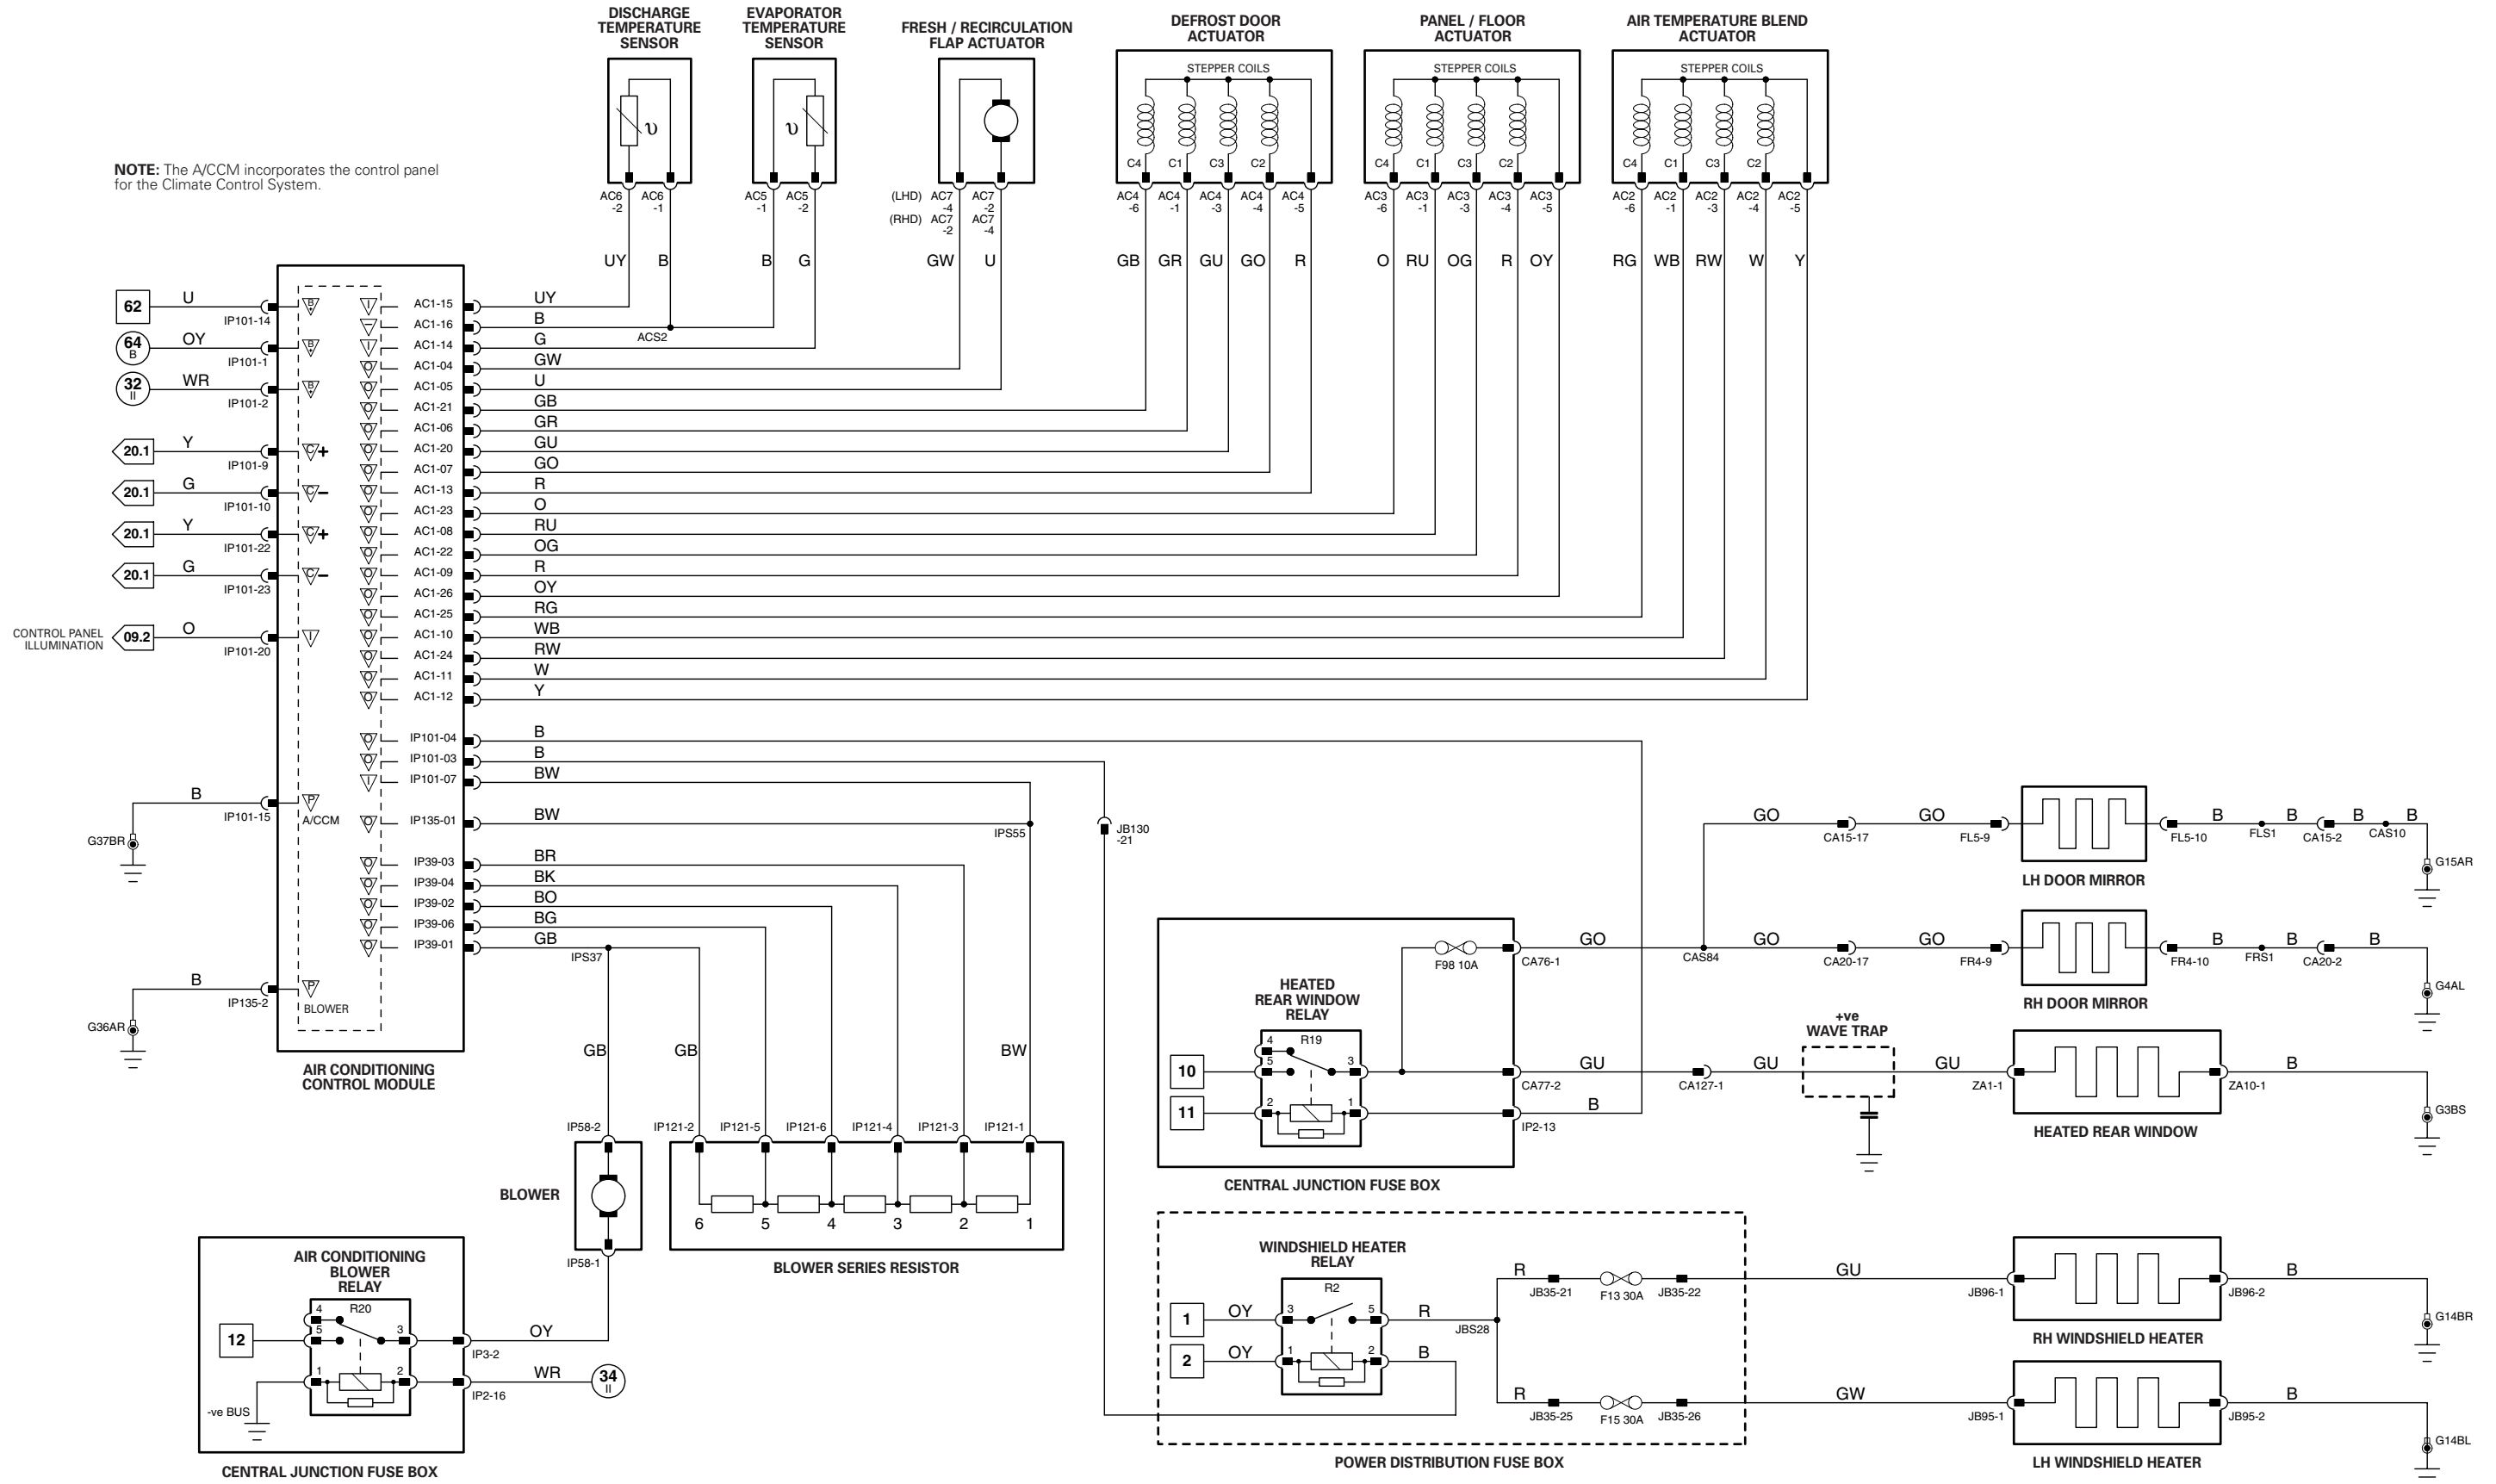 DISCHARGE
TEMPERATURE
SENSOR
EVAPORATOR
TEMPERATURE
SENSOR
FRESH / RECIRCULATION
FLAP ACTUATOR
DEFROST DOOR
ACTUATOR
PANEL / FLOOR
ACTUATOR
AIR TEMPERATURE BLEND
ACTUATOR
STEPPER COILS
STEPPER COILS
STEPPER COILS
υ
υ
C4 C1 C3 C2
C4 C1 C3 C2
C4 C1 C3 C2
NOTE: The A/CCM incorporates the control panel
for the Climate Control System.
AC6
-2
AC6
-1
AC5
-1
AC5
-2
(LHD) AC7
-4
AC7
-2
(RHD) AC7
-2
AC7
-4
AC4
-6
AC4
-1
AC4
-3
AC4
-4
AC4
-5
AC3
-6
AC3
-1
AC3
-3
AC3
-4
AC3
-5
AC2
-6
AC2
-1
AC2
-3
AC2
-4
AC2
-5
UY B B G GW U GB GR GU GO R O RU OG R OY RG WB RW W Y
62 U IP101-14 B+
64 B OY IP101-1 B+
32 II WR IP101-2 B+
20.1 Y IP101-9 C +
20.1 G IP101-10 C –
20.1 Y IP101-22 C +
20.1 G IP101-23 C –
CONTROL PANEL
ILLUMINATION
09.2 O IP101-20 I
I AC1-15 UY
– AC1-16 B
ACS2
I AC1-14 G
O AC1-04 GW
O AC1-05 U
O AC1-21 GB
O AC1-06 GR
O AC1-20 GU
O AC1-07 GO
O AC1-13 R
O AC1-23 O
O AC1-08 RU
O AC1-22 OG
O AC1-09 R
O AC1-26 OY
O AC1-25 RG
O AC1-10 WB
O AC1-24 RW
O AC1-11 W
O AC1-12 Y
O IP101-04 B
O IP101-03 B
I IP101-07 BW
B IP101-15 P
A/CCM
G37BR
O IP135-01 BW
IPS55
JB130
-21
O IP39-03 BR
O IP39-04 BK
O IP39-02 BO
O IP39-06 BG
O IP39-01 GB
IPS37
B IP135-2 P
BLOWER
G36AR
AIR CONDITIONING
CONTROL MODULE
GB GB BW
IP58-2 IP121-2 IP121-5 IP121-6 IP121-4 IP121-3 IP121-1
BLOWER
6 5 4 3 2 1
IP58-1
BLOWER SERIES RESISTOR
AIR CONDITIONING
BLOWER
RELAY
R20
4
12 5 3 OY
IP3-2
1 2 WR 34 II
IP2-16
-ve BUS
CENTRAL JUNCTION FUSE BOX
GO CA15-17 GO FL5-9 FL5-10 B FLS1 B CA15-2 B CAS10 B
G15AR
LH DOOR MIRROR
F98 10A CA76-1 GO CAS84 GO CA20-17 GO FR4-9 FR4-10 B FRS1 B CA20-2 B
G4AL
RH DOOR MIRROR
HEATED
REAR WINDOW
RELAY
R19
4
10 5 3
CA77-2 GU CA127-1 GU
+ve
WAVE TRAP
GU ZA1-1 ZA10-1 B
G3BS
HEATED REAR WINDOW
11 2 1 B
IP2-13
CENTRAL JUNCTION FUSE BOX
WINDSHIELD HEATER
RELAY
R2
1 OY 3 5 R
JBS28
2 OY 1 2 B
R JB35-21 F13 30A JB35-22 GU JB96-1 JB96-2 B
G14BR
RH WINDSHIELD HEATER
R JB35-25 F15 30A JB35-26 GW JB95-1 JB95-2 B
G14BL
LH WINDSHIELD HEATER
POWER DISTRIBUTION FUSE BOX